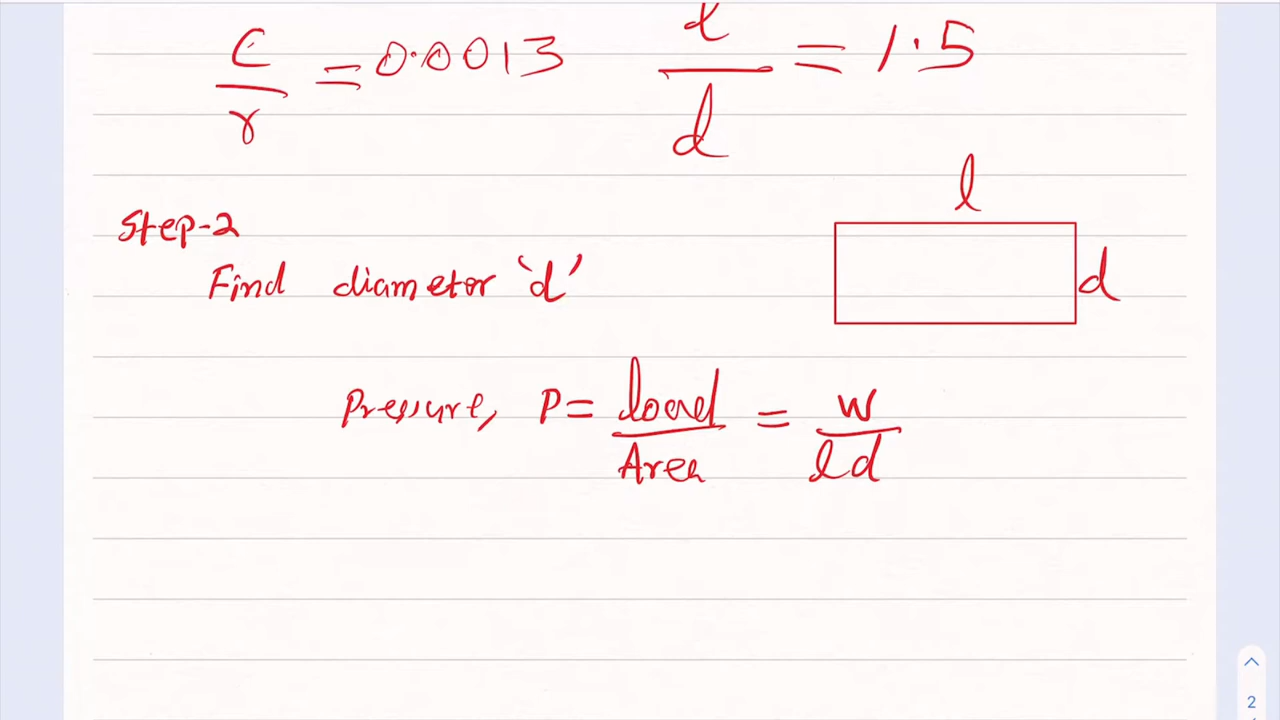 c/r = 0.0013    l/d = 1.5
l
Step-2
Find diameter 'd'
d
Pressure, P = load/Area = W/ld
2